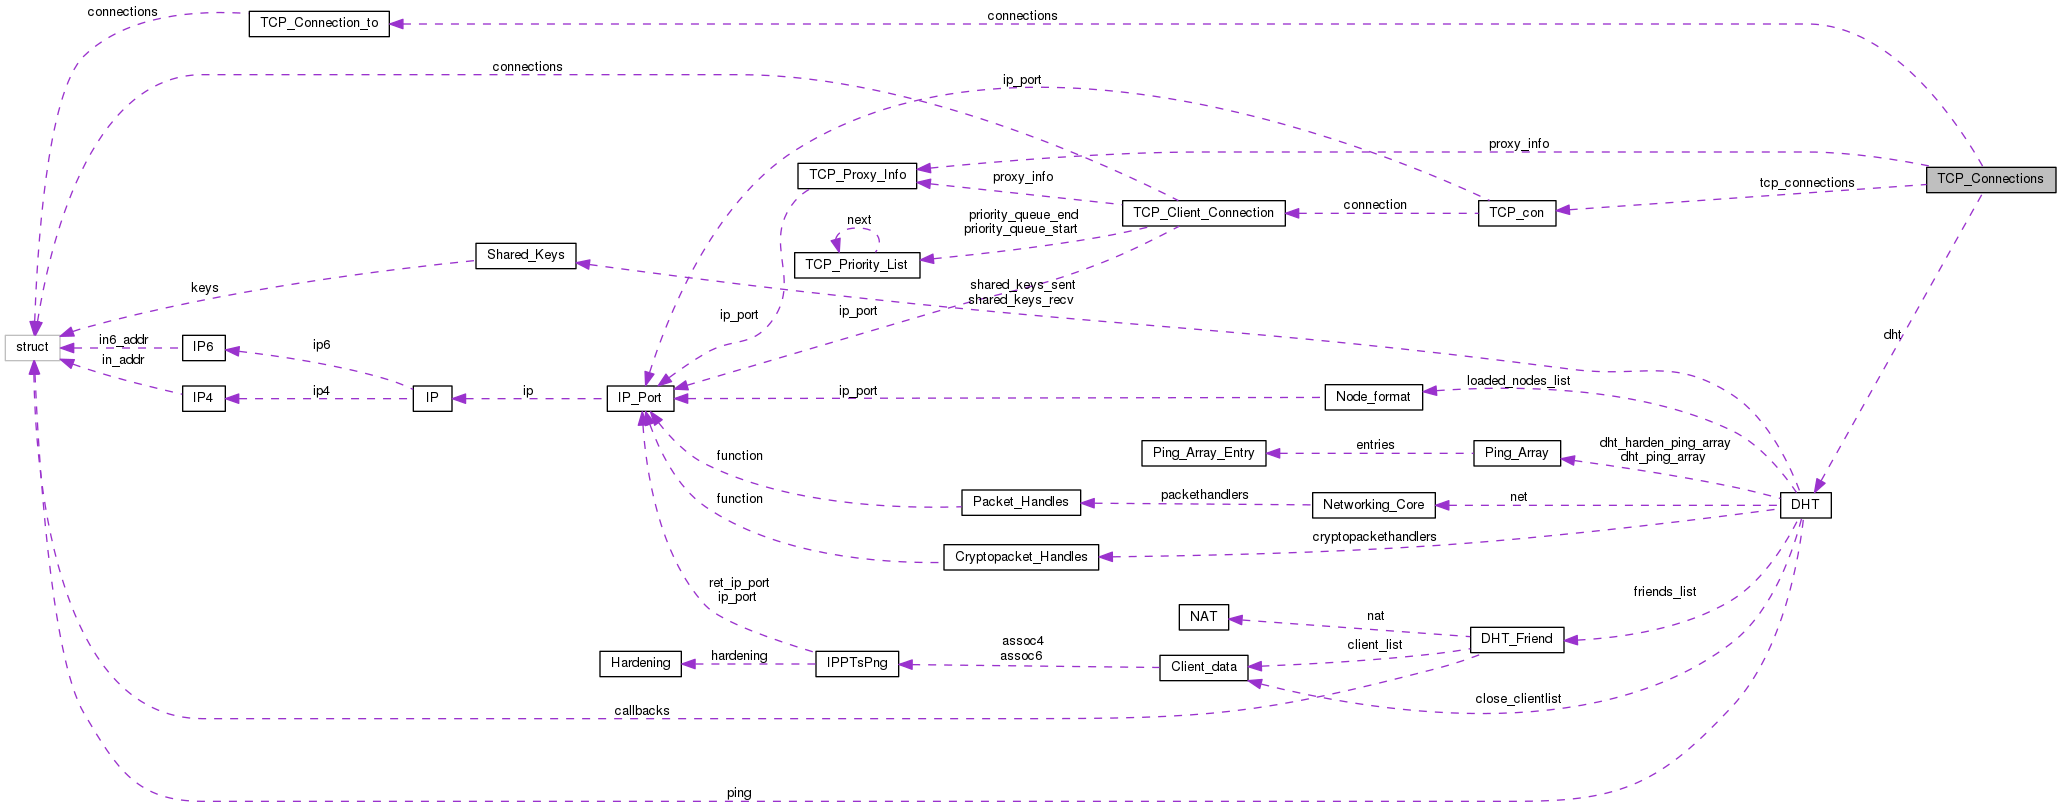 connections
TCP_Connection_to
connections
connections
ip_port
proxy_info
TCP_Proxy_Info
proxy_info
tcp_connections
TCP_Connections
TCP_Client_Connection
connection
TCP_con
next
priority_queue_end
priority_queue_start
Shared_Keys
TCP_Priority_List
keys
shared_keys_sent
shared_keys_recv
ip_port
ip_port
dht
struct
in6_addr
in_addr
IP6
ip6
IP4
ip4
IP
ip
IP_Port
ip_port
Node_format
loaded_nodes_list
function
Ping_Array_Entry
entries
Ping_Array
dht_harden_ping_array
dht_ping_array
function
Packet_Handles
packethandlers
Networking_Core
net
DHT
Cryptopacket_Handles
cryptopackethandlers
ret_ip_port
ip_port
friends_list
NAT
nat
DHT_Friend
Hardening
hardening
IPPTsPng
assoc4
assoc6
Client_data
client_list
close_clientlist
callbacks
ping